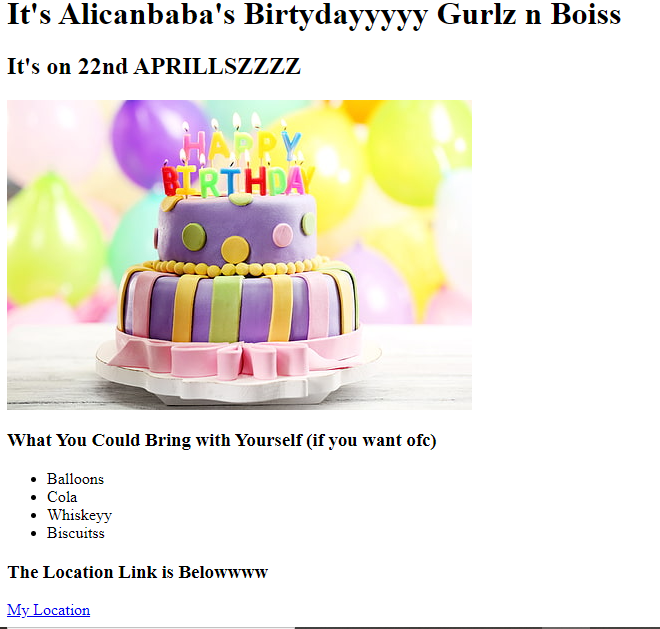 It's Alicanbaba's Birtydayyyyy Gurlz n Boiss
It's on 22nd APRILLSZZZZ
HAPPY
BIRTHDAY
What You Could Bring with Yourself (if you want ofc)
Balloons
Cola
Whiskeyy
Biscuitss
The Location Link is Belowwww
My Location